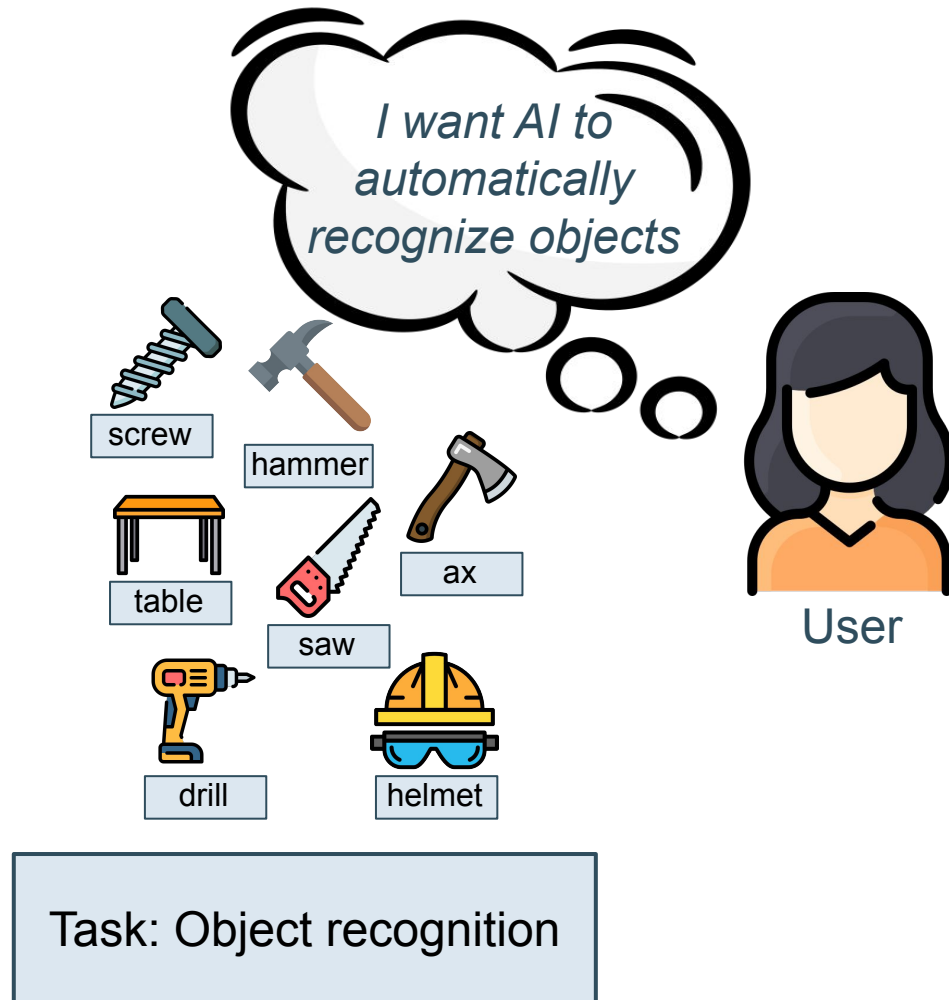 I want AI to
automatically
recognize objects
screw
hammer
ax
table
saw
User
drill
helmet
Task: Object recognition